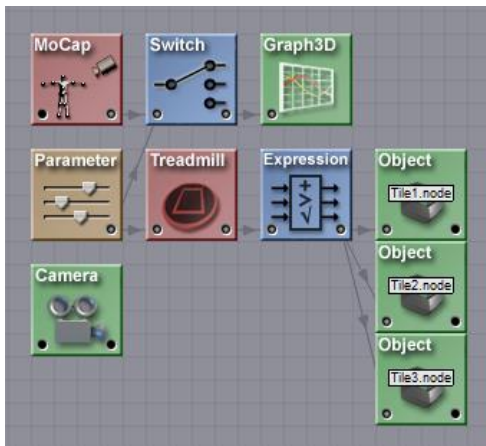 MoCap
Switch
Graph3D
Parameter
Treadmill
Expression
Object
Tile1.node
Camera
Object
Tile2.node
Object
Tile3.node